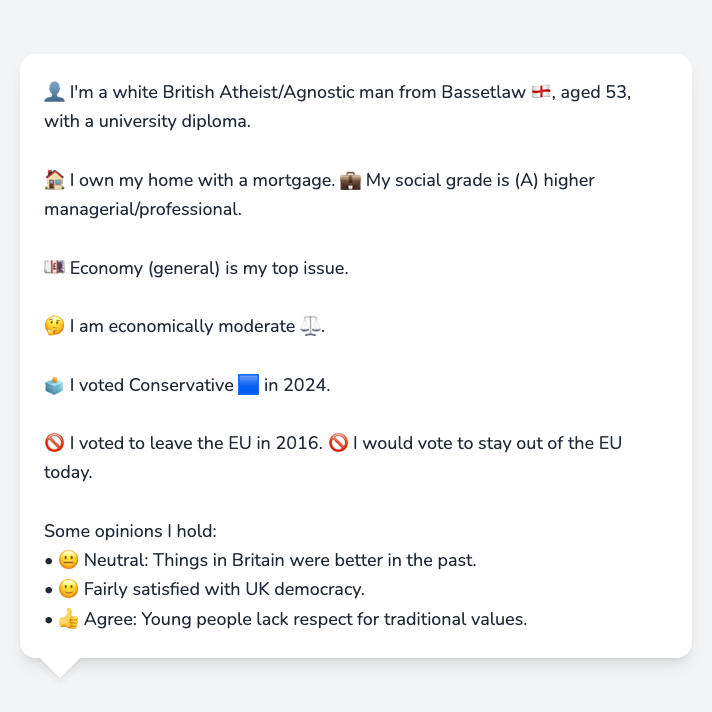 👤 I'm a white British Atheist/Agnostic man from Bassetlaw 🏴󠁧󠁢󠁥󠁮󠁧󠁿, aged 53,
with a university diploma.
🏠 I own my home with a mortgage. 💼 My social grade is (A) higher
managerial/professional.
💷 Economy (general) is my top issue.
🤔 I am economically moderate ⚖️.
🗳️ I voted Conservative 🟦 in 2024.
🚫 I voted to leave the EU in 2016. 🚫 I would vote to stay out of the EU
today.
Some opinions I hold:
• 😐 Neutral: Things in Britain were better in the past.
• 🙂 Fairly satisfied with UK democracy.
• 👍 Agree: Young people lack respect for traditional values.